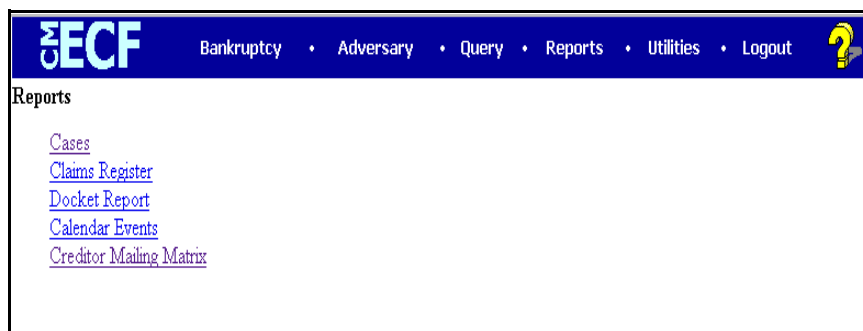 CM ECF Bankruptcy • Adversary • Query • Reports • Utilities • Logout ?
Reports
Cases
Claims Register
Docket Report
Calendar Events
Creditor Mailing Matrix